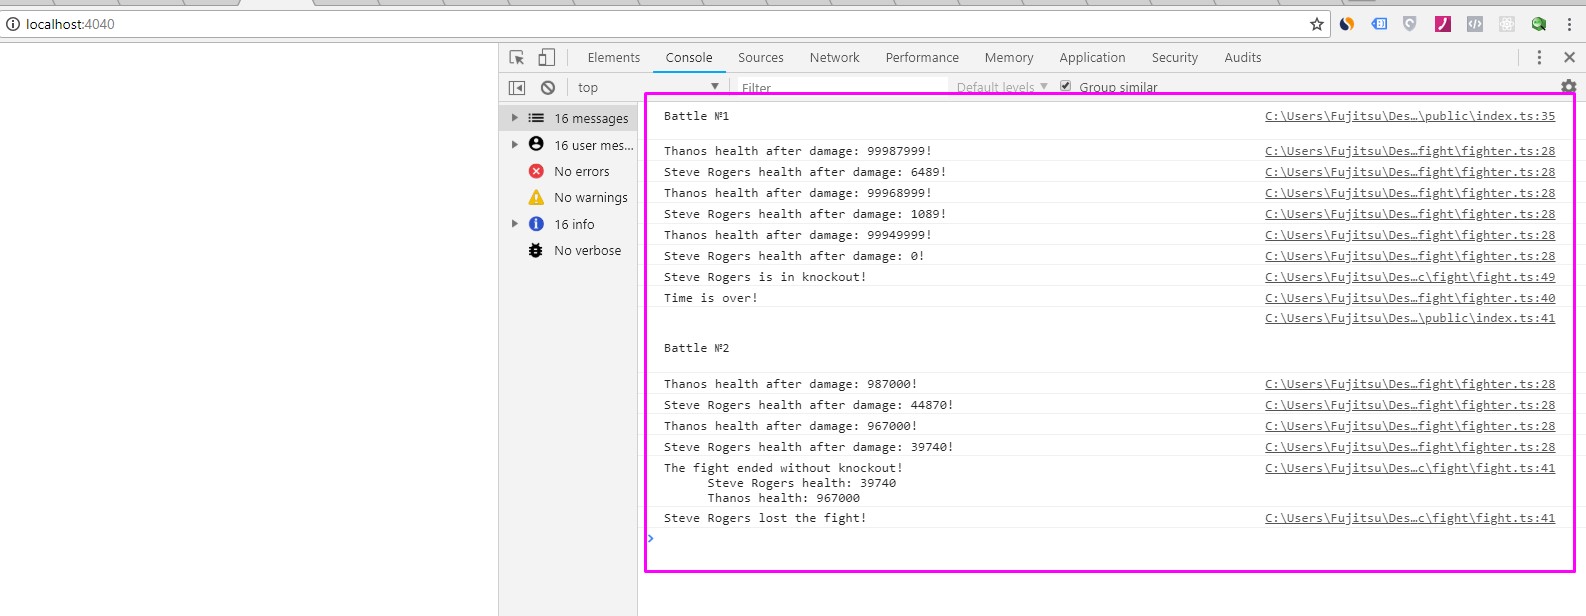 localhost:4040
Elements Console Sources Network Performance Memory Application Security Audits
top Filter Default levels Group similar
16 messages
16 user mes...
No errors
No warnings
16 info
No verbose
Battle №1 C:\Users\Fujitsu\Des…\public\index.ts:35
Thanos health after damage: 99987999! C:\Users\Fujitsu\Des…fight\fighter.ts:28
Steve Rogers health after damage: 6489! C:\Users\Fujitsu\Des…fight\fighter.ts:28
Thanos health after damage: 99968999! C:\Users\Fujitsu\Des…fight\fighter.ts:28
Steve Rogers health after damage: 1089! C:\Users\Fujitsu\Des…fight\fighter.ts:28
Thanos health after damage: 99949999! C:\Users\Fujitsu\Des…fight\fighter.ts:28
Steve Rogers health after damage: 0! C:\Users\Fujitsu\Des…fight\fighter.ts:28
Steve Rogers is in knockout! C:\Users\Fujitsu\Des…c\fight\fight.ts:49
Time is over! C:\Users\Fujitsu\Des…fight\fighter.ts:40
C:\Users\Fujitsu\Des…\public\index.ts:41
Battle №2
Thanos health after damage: 987000! C:\Users\Fujitsu\Des…fight\fighter.ts:28
Steve Rogers health after damage: 44870! C:\Users\Fujitsu\Des…fight\fighter.ts:28
Thanos health after damage: 967000! C:\Users\Fujitsu\Des…fight\fighter.ts:28
Steve Rogers health after damage: 39740! C:\Users\Fujitsu\Des…fight\fighter.ts:28
The fight ended without knockout! C:\Users\Fujitsu\Des…c\fight\fight.ts:41
Steve Rogers health: 39740
Thanos health: 967000
Steve Rogers lost the fight! C:\Users\Fujitsu\Des…c\fight\fight.ts:41